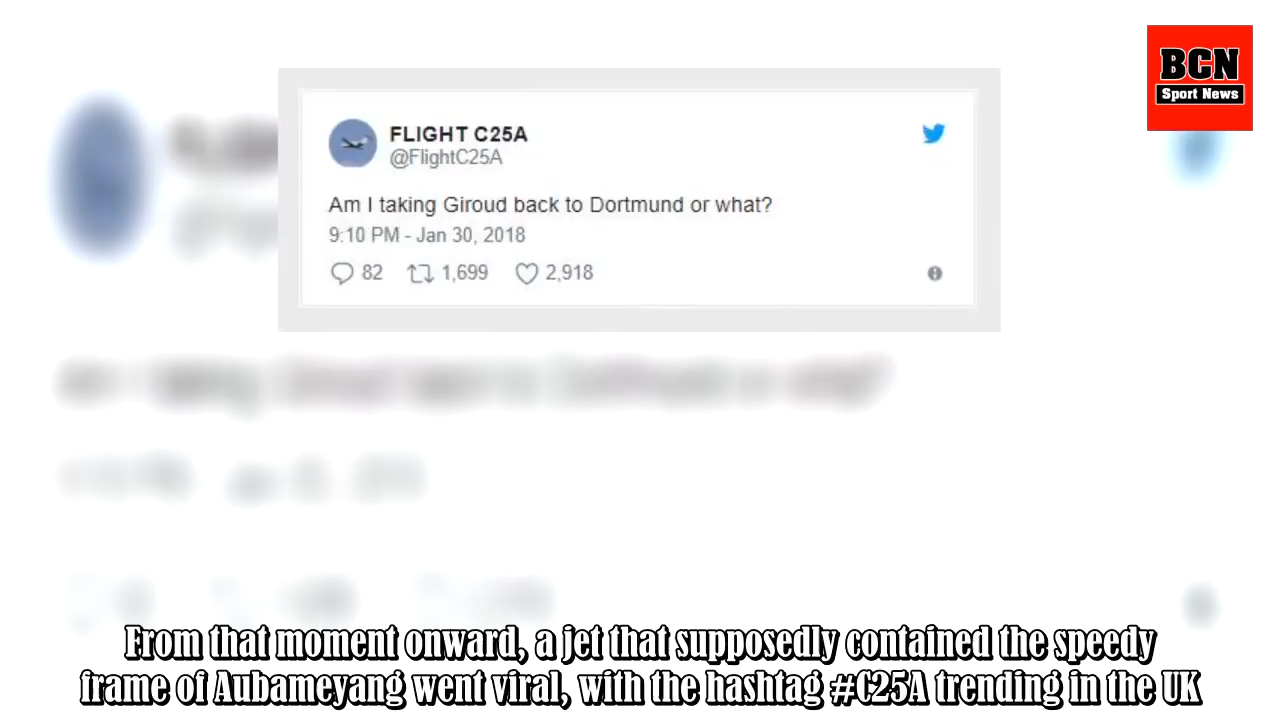 BCN
Sport News
FLIGHT C25A
@FlightC25A
Am I taking Giroud back to Dortmund or what?
9:10 PM - Jan 30, 2018
82 1,699 2,918
From that moment onward, a jet that supposedly contained the speedy
frame of Aubameyang went viral, with the hashtag #C25A trending in the UK